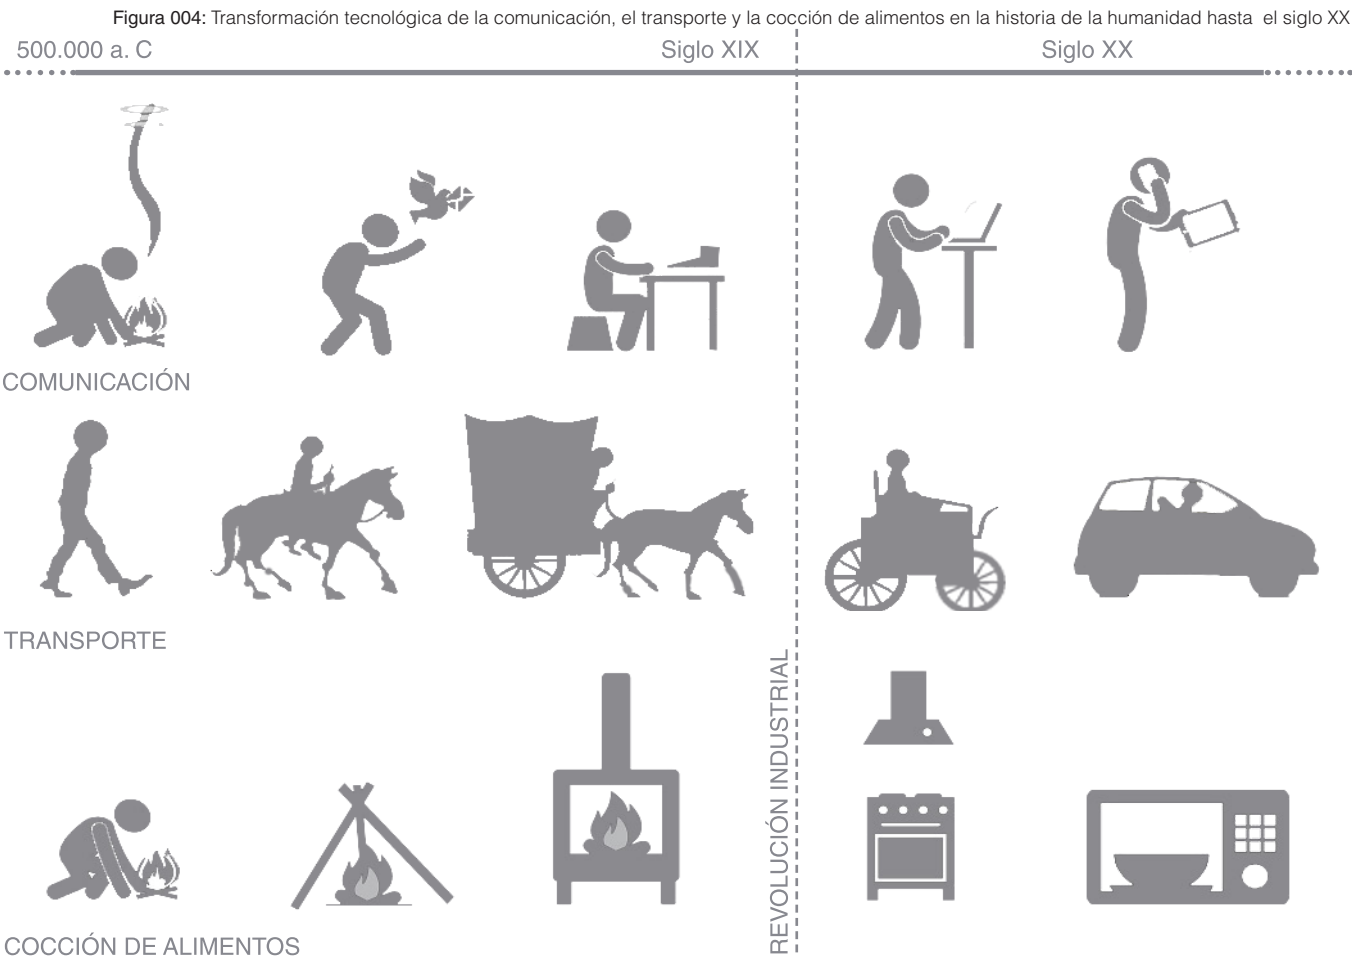 Figura 004: Transformación tecnológica de la comunicación, el transporte y la cocción de alimentos en la historia de la humanidad hasta  el siglo XX
500.000 a. C
Siglo XIX
Siglo XX
COMUNICACIÓN
TRANSPORTE
REVOLUCIÓN INDUSTRIAL
COCCIÓN DE ALIMENTOS